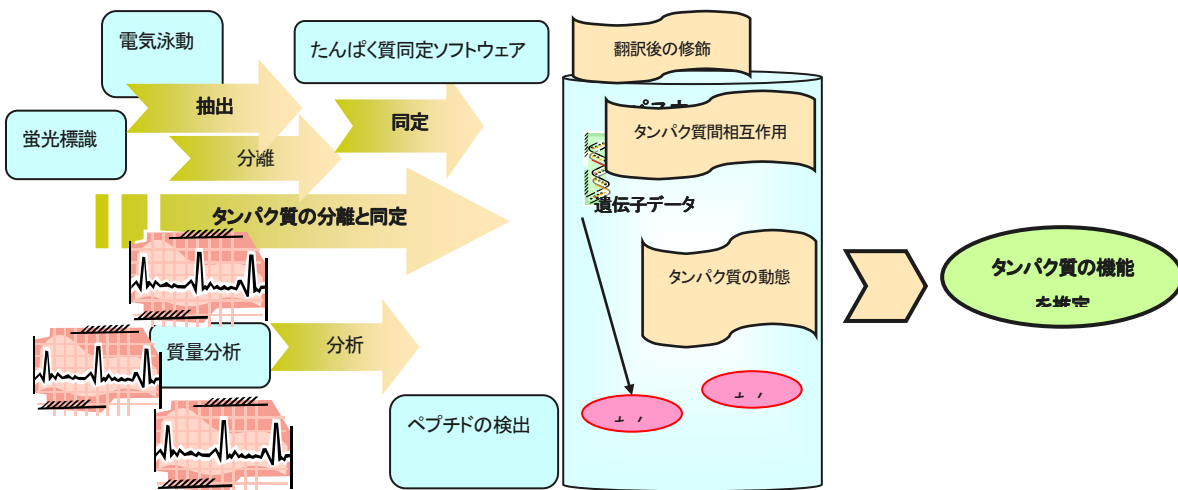 電気泳動
たんぱく質同定ソフトウェア
翻訳後の修飾
抽出
同定
蛍光標識
分離
タンパク質間相互作用
遺伝子データ
タンパク質の分離と同定
タンパク質の動態
タンパク質の機能
を推定
質量分析
分析
ペプチドの検出